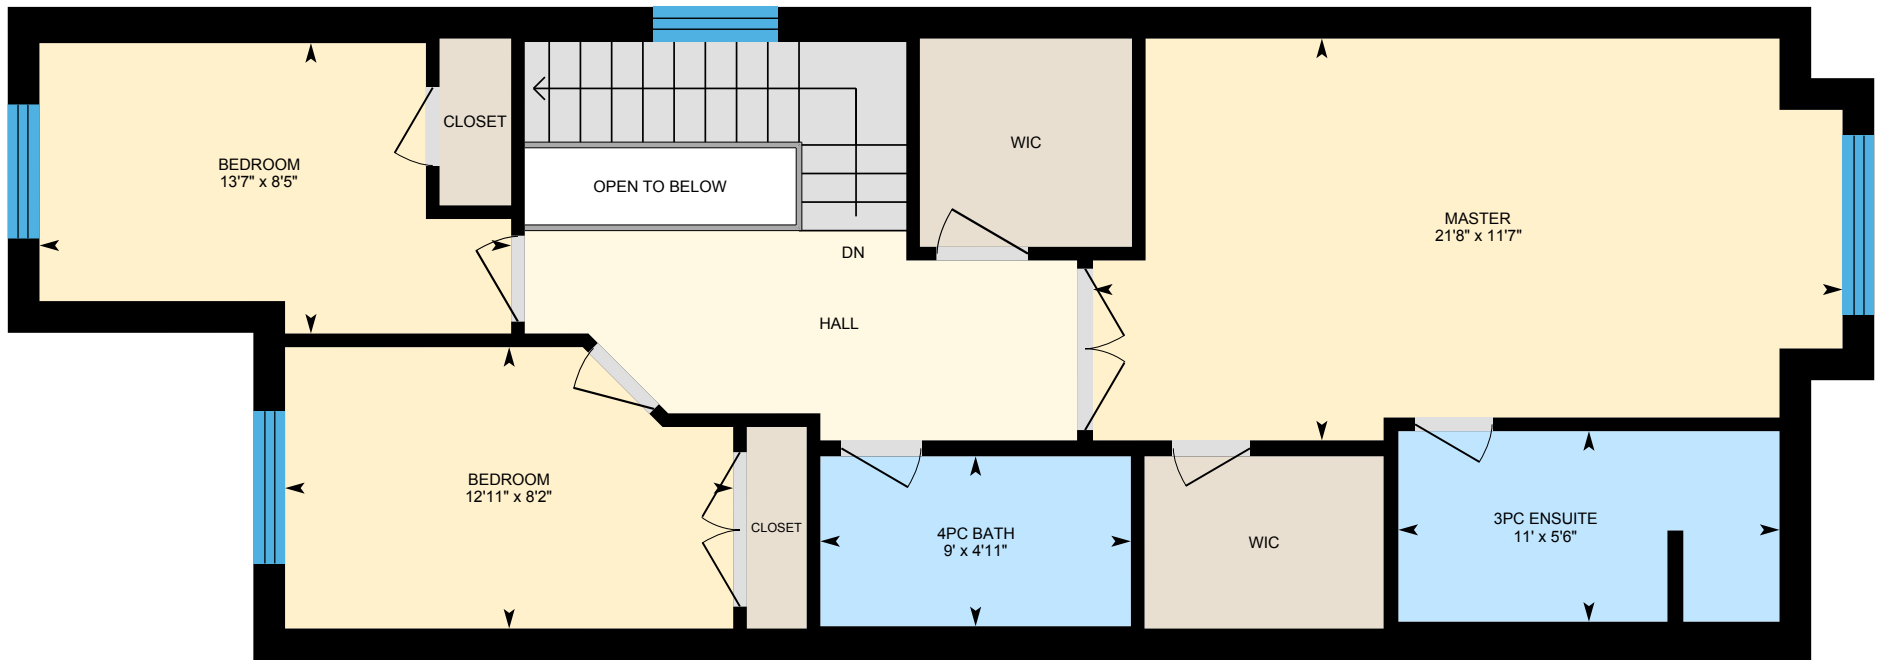 BEDROOM
13'7" x 8'5"
CLOSET
OPEN TO BELOW
DN
WIC
MASTER
21'8" x 11'7"
HALL
BEDROOM
12'11" x 8'2"
CLOSET
4PC BATH
9' x 4'11"
WIC
3PC ENSUITE
11' x 5'6"